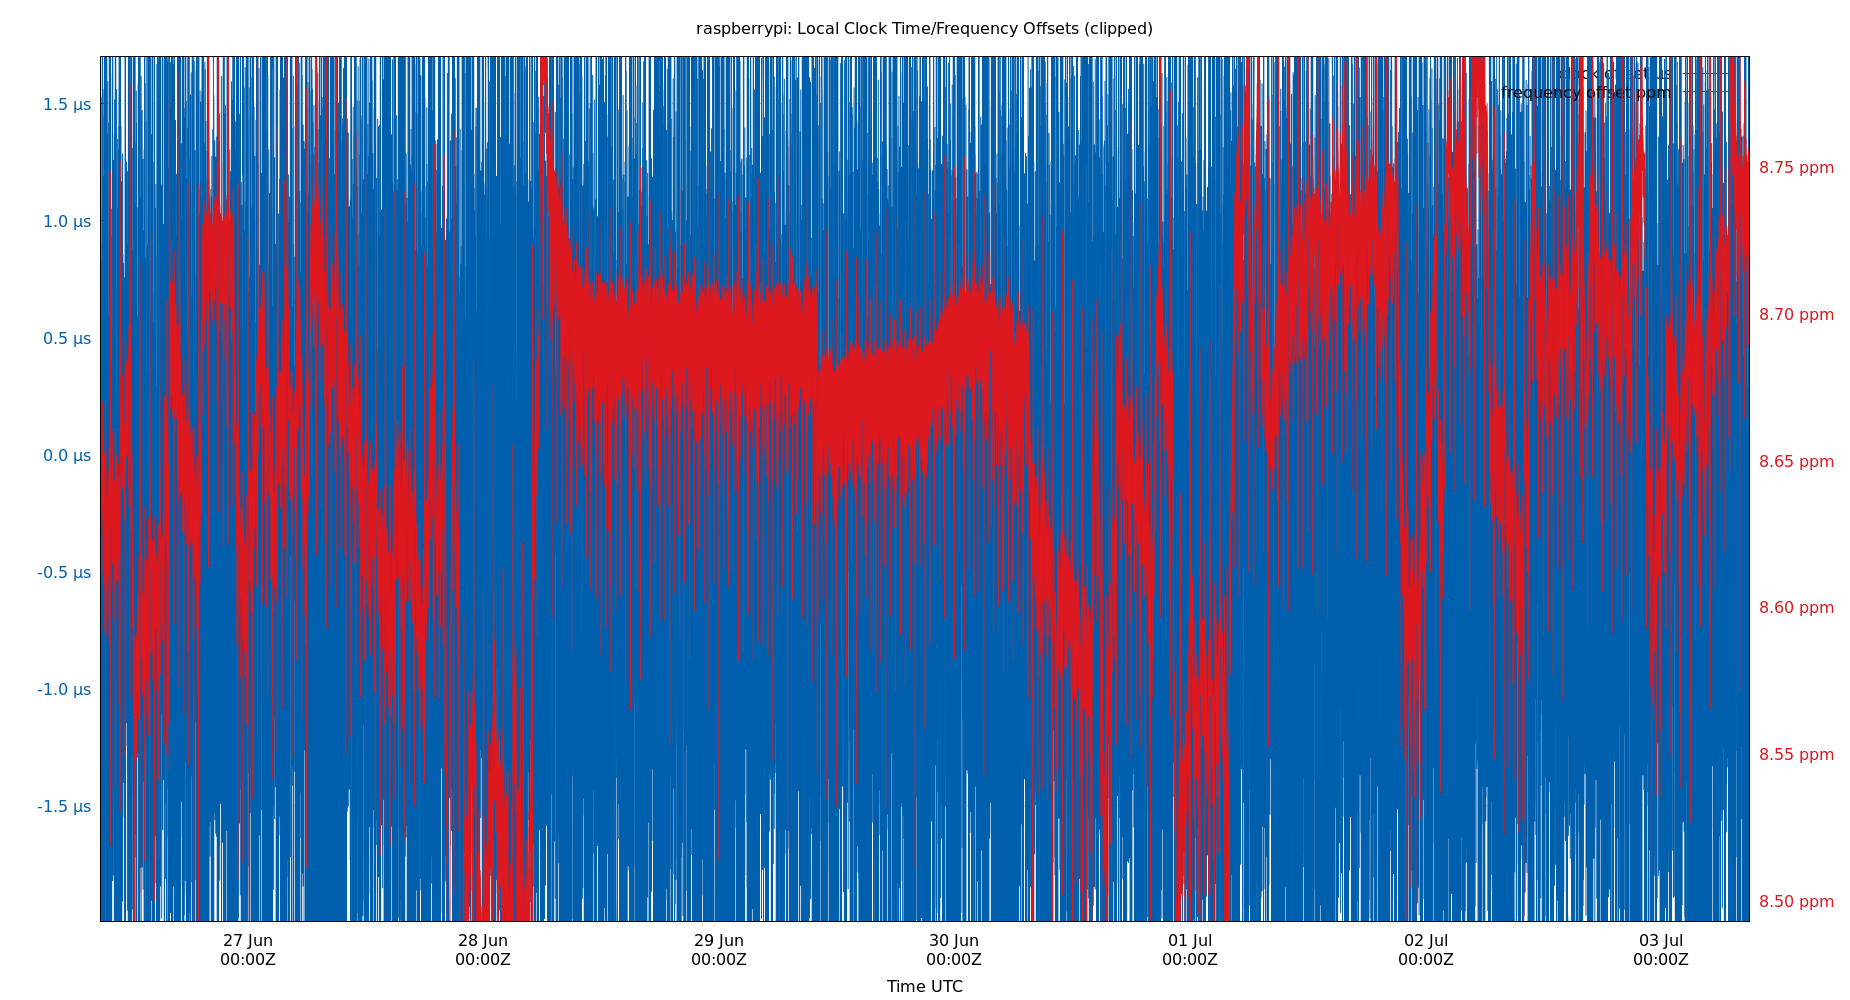 raspberrypi: Local Clock Time/Frequency Offsets (clipped)
clock offset µs
frequency offset ppm
1.5 µs
1.0 µs
0.5 µs
0.0 µs
-0.5 µs
-1.0 µs
-1.5 µs
8.75 ppm
8.70 ppm
8.65 ppm
8.60 ppm
8.55 ppm
8.50 ppm
27 Jun 28 Jun 29 Jun 30 Jun 01 Jul 02 Jul 03 Jul
00:00Z 00:00Z 00:00Z 00:00Z 00:00Z 00:00Z 00:00Z
Time UTC